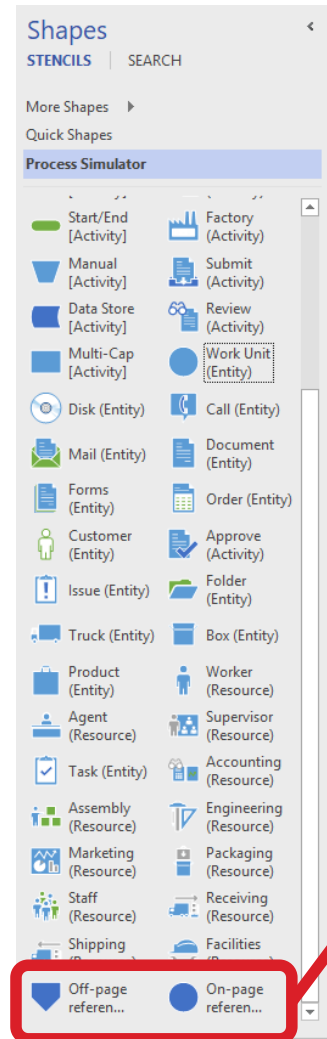 Shapes
STENCILS SEARCH
More Shapes
Quick Shapes
Process Simulator
Start/End
[Activity]
Factory
(Activity)
Manual
[Activity]
Submit
(Activity)
Data Store
[Activity]
Review
(Activity)
Multi-Cap
[Activity]
Work Unit
(Entity)
Disk (Entity)
Call (Entity)
Mail (Entity)
Document
(Entity)
Forms
(Entity)
Order (Entity)
Customer
(Entity)
Approve
(Activity)
Issue (Entity)
Folder
(Entity)
Truck (Entity)
Box (Entity)
Product
(Entity)
Worker
(Resource)
Agent
(Resource)
Supervisor
(Resource)
Task (Entity)
Accounting
(Resource)
Assembly
(Resource)
Engineering
(Resource)
Marketing
(Resource)
Packaging
(Resource)
Staff
(Resource)
Receiving
(Resource)
Shipping
Facilities
Off-page
referen...
On-page
referen...